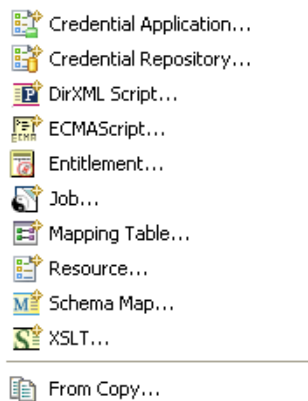 Credential Application...
Credential Repository...
DirXML Script...
ECMAScript...
Entitlement...
Job...
Mapping Table...
Resource...
Schema Map...
XSLT...
From Copy...